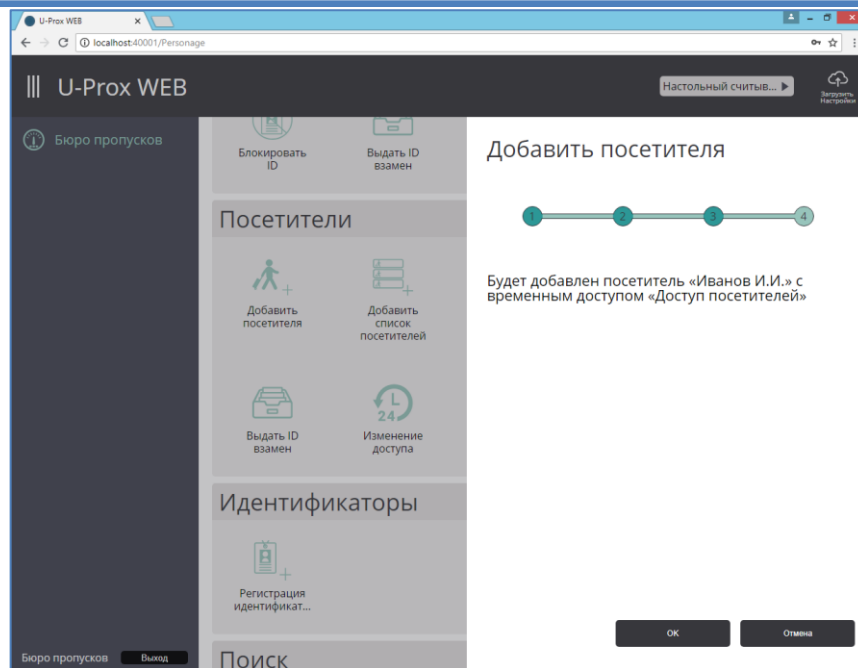 U-Prox WEB
localhost:40001/Personage
U-Prox WEB
Настольный считыв...
Загрузить
Настройки
Бюро пропусков
Блокировать
ID
Выдать ID
взамен
Посетители
Добавить
посетителя
Добавить
список
посетителей
Выдать ID
взамен
24
Изменение
доступа
Идентификаторы
Регистрация
идентификат...
Поиск
Добавить посетителя
1 2 3 4
Будет добавлен посетитель «Иванов И.И.» с
временным доступом «Доступ посетителей»
ОК
Отмена
Бюро пропусков
Выход